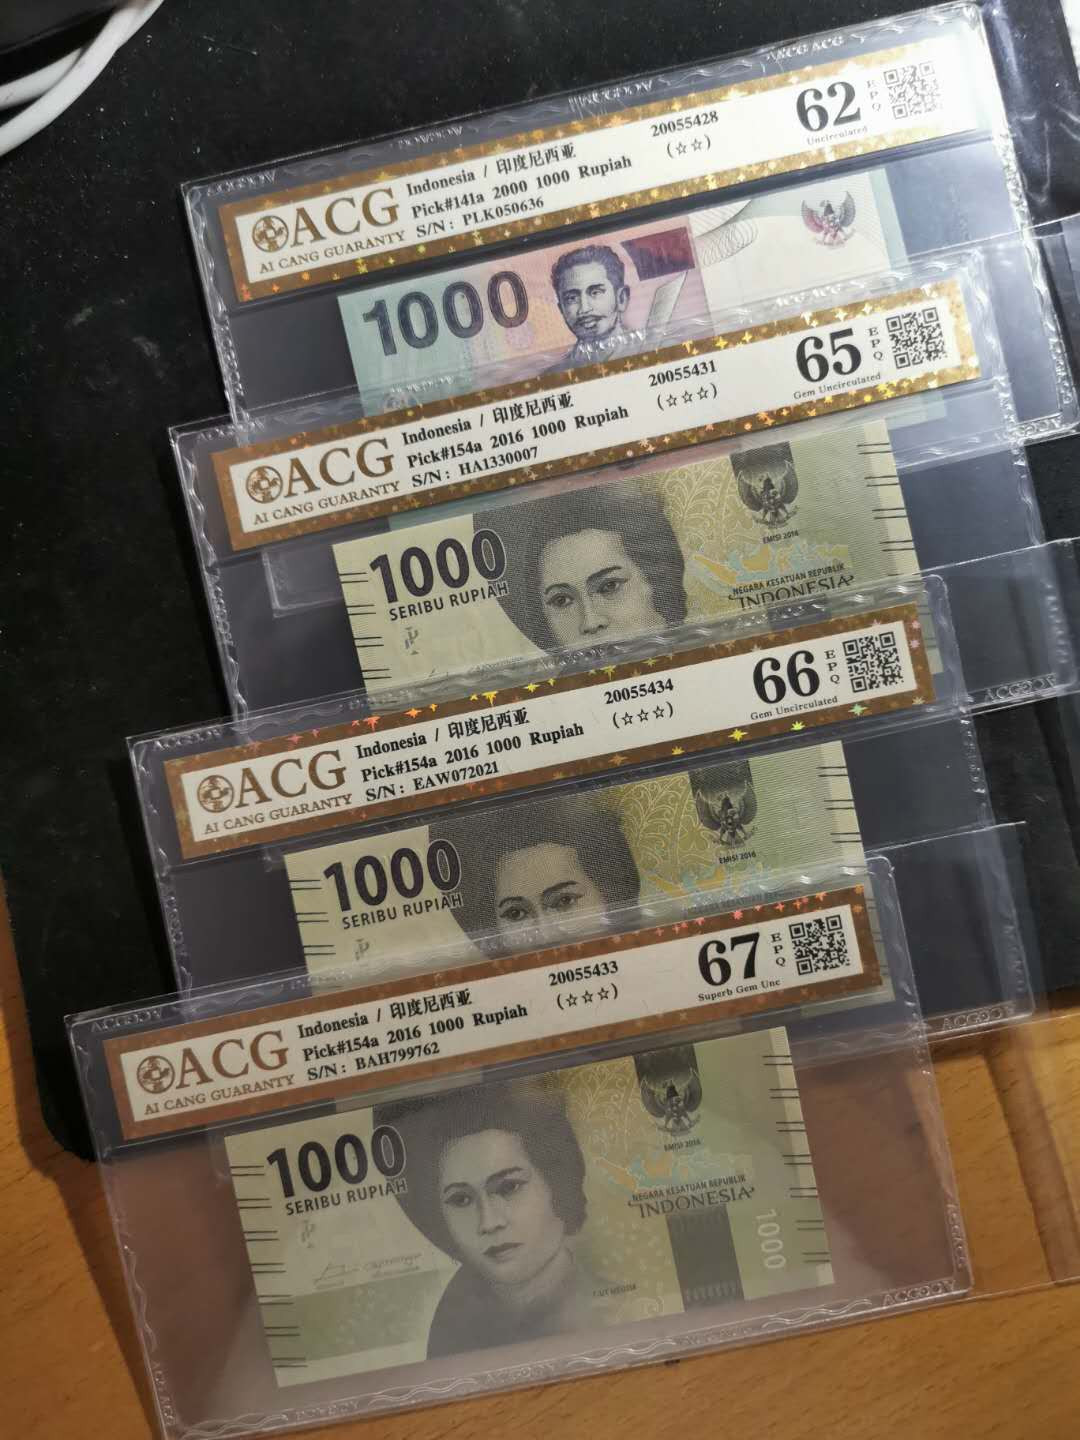 ACG ACG
ACG
AI CANG GUARANTY
Indonesia / 印度尼西亚
Pick#141a 2000 1000 Rupiah
S/N: PLK050636
20055428
(☆☆)
62
EPQ
Uncirculated
1000
ACG
AI CANG GUARANTY
Indonesia / 印度尼西亚
Pick#154a 2016 1000 Rupiah
S/N: HA1330007
20055431
(☆☆☆)
65
EPQ
Gem Uncirculated
1000
SERIBU RUPIAH
EMISI 2016
NEGARA KESATUAN REPUBLIK
INDONESIA
ACG
AI CANG GUARANTY
Indonesia / 印度尼西亚
Pick#154a 2016 1000 Rupiah
S/N: EAW072021
20055434
(☆☆☆)
66
EPQ
Gem Uncirculated
1000
SERIBU RUPIAH
EMISI 2016
ACG
AI CANG GUARANTY
Indonesia / 印度尼西亚
Pick#154a 2016 1000 Rupiah
S/N: BAH799762
20055433
(☆☆☆)
67
EPQ
Superb Gem Unc
1000
SERIBU RUPIAH
EMISI 2016
NEGARA KESATUAN REPUBLIK
INDONESIA
1000